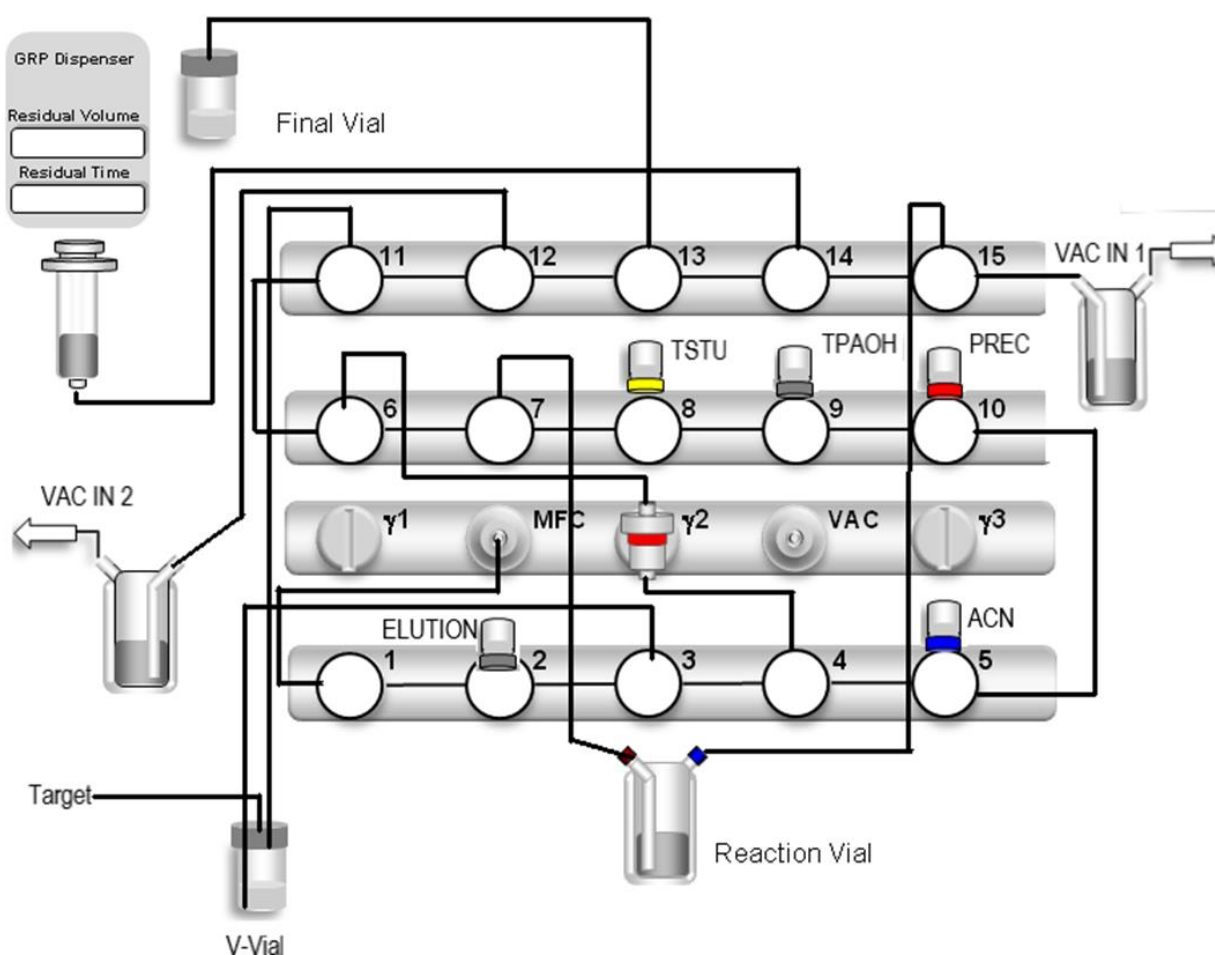 GRP Dispenser
Residual Volume
Residual Time
Final Vial
11 12 13 14 15
VAC IN 1
TSTU TPAOH PREC
6 7 8 9 10
VAC IN 2
γ1 MFC γ2 VAC γ3
ELUTION ACN
1 2 3 4 5
Target
Reaction Vial
V-Vial